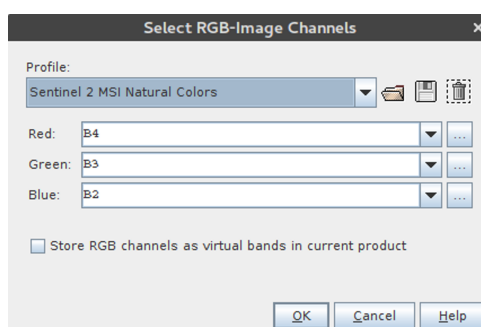 Select RGB-Image Channels
Profile:
Sentinel 2 MSI Natural Colors
Red: B4 ...
Green: B3 ...
Blue: B2 ...
Store RGB channels as virtual bands in current product
OK Cancel Help